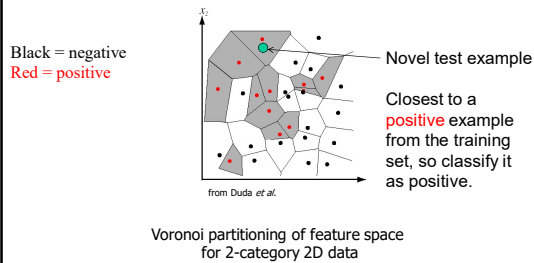 x₂
Black = negative
Red = positive
Novel test example
Closest to a
positive example
from the training
set, so classify it
as positive.
from Duda et al.
Voronoi partitioning of feature space
for 2-category 2D data